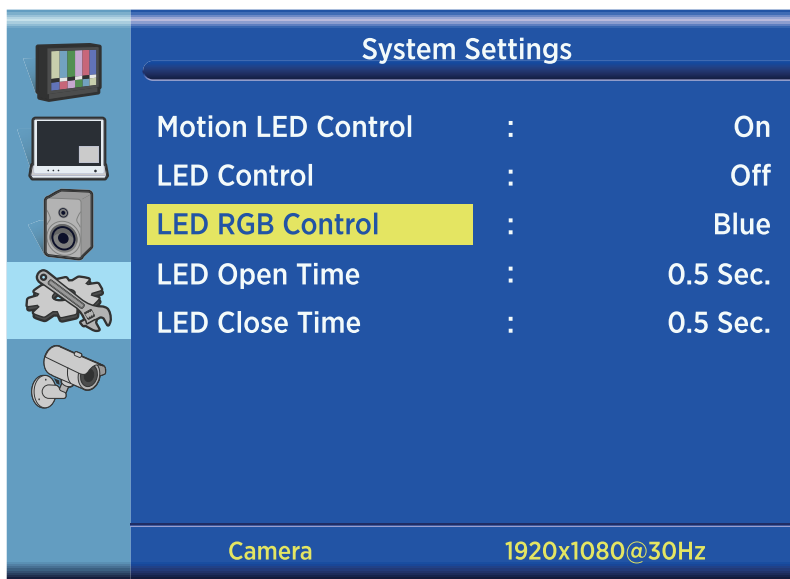 System Settings
Motion LED Control : On
LED Control : Off
LED RGB Control : Blue
LED Open Time : 0.5 Sec.
LED Close Time : 0.5 Sec.
Camera 1920x1080@30Hz